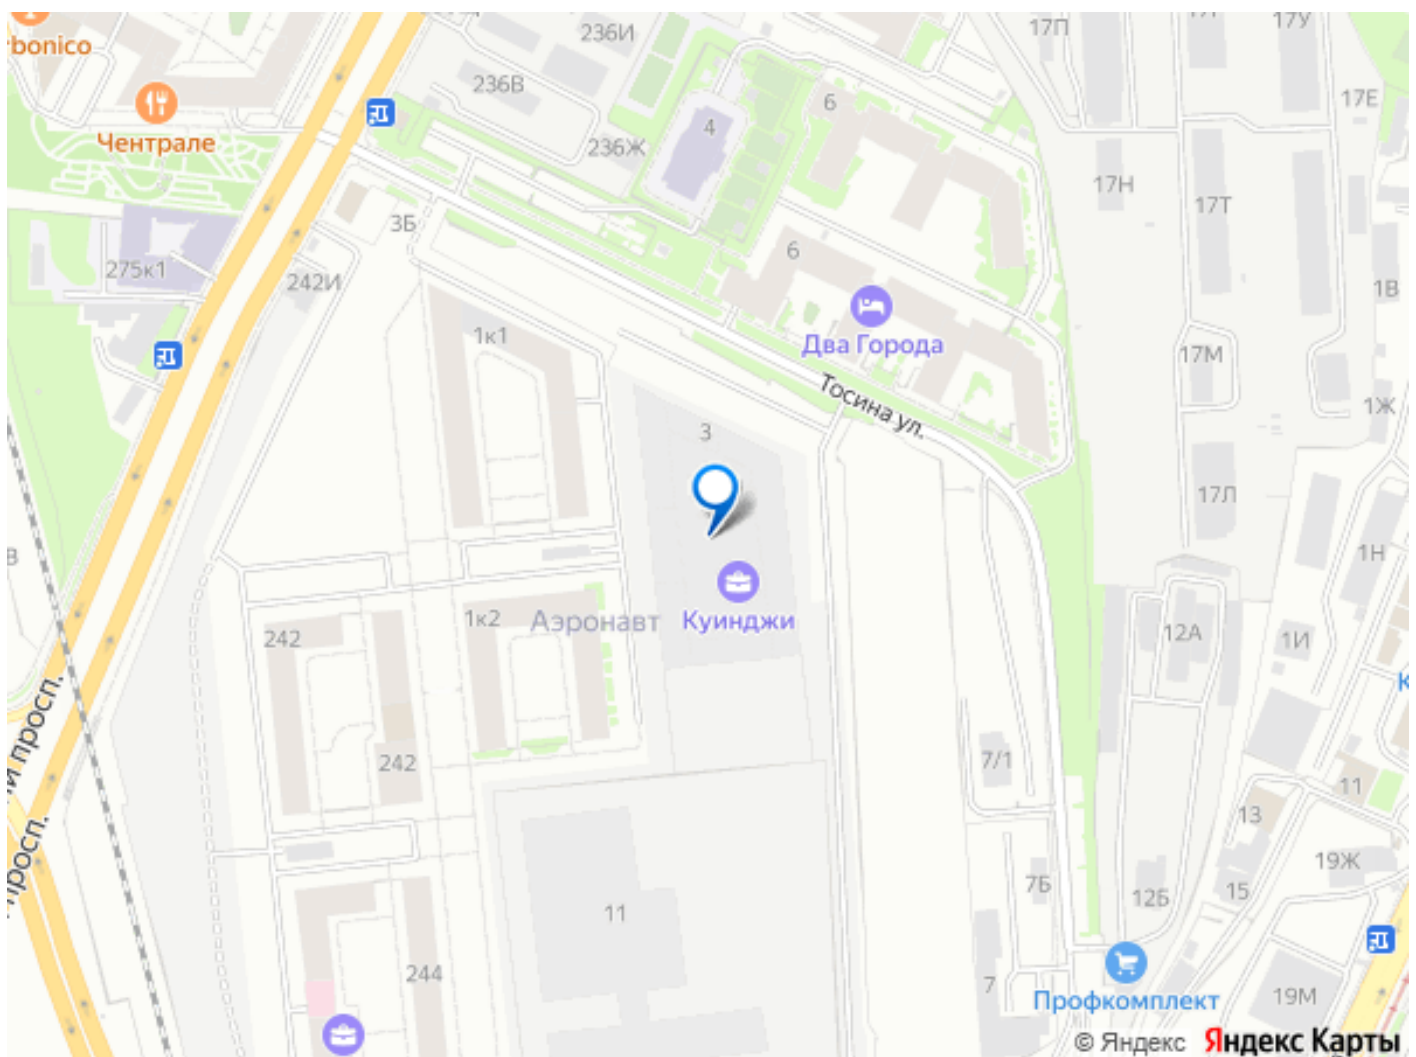 bonico
236И
17П
17У
236В
17Е
6
Чентрале
4
236Ж
17Н
17Т
3Б
275к1
6
242И
1В
1к1
Два Города
17М
Тосина ул.
1Ж
3
17Л
1Н
Куинджи
Аэронавт
1к2
242
12А
1И
К
просп.
242
7/1
11
13
просп.
19Ж
7Б
15
12Б
11
244
7
Профкомплект
19М
© Яндекс Яндекс Карты